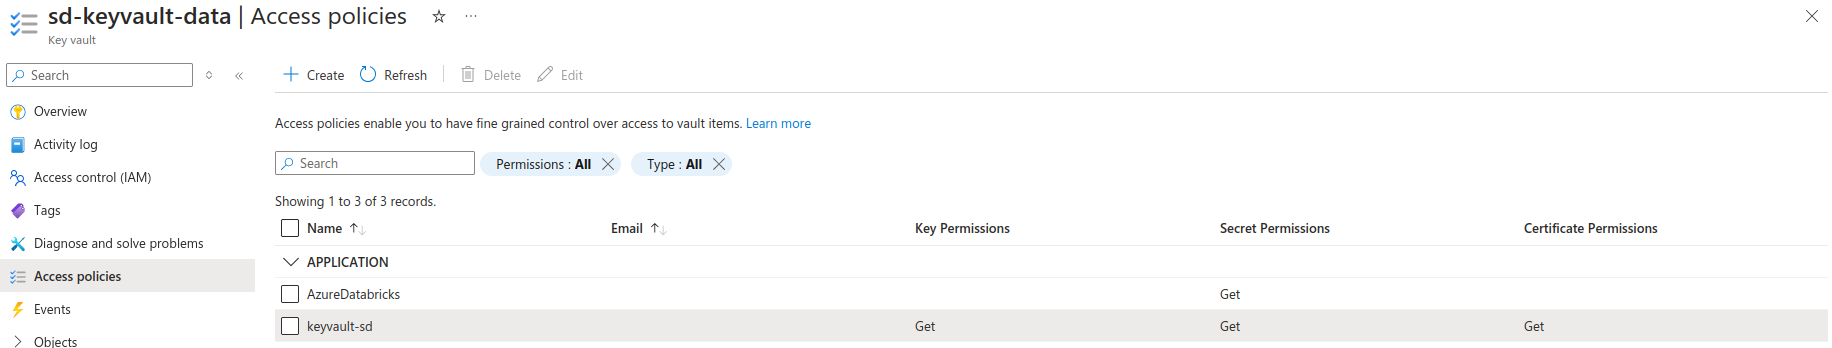 sd-keyvault-data | Access policies
Key vault
Search
Create Refresh Delete Edit
Overview
Activity log
Access control (IAM)
Tags
Diagnose and solve problems
Access policies
Events
Objects
Access policies enable you to have fine grained control over access to vault items. Learn more
Search Permissions : All Type : All
Showing 1 to 3 of 3 records.
Name Email Key Permissions Secret Permissions Certificate Permissions
APPLICATION
AzureDatabricks Get
keyvault-sd Get Get Get